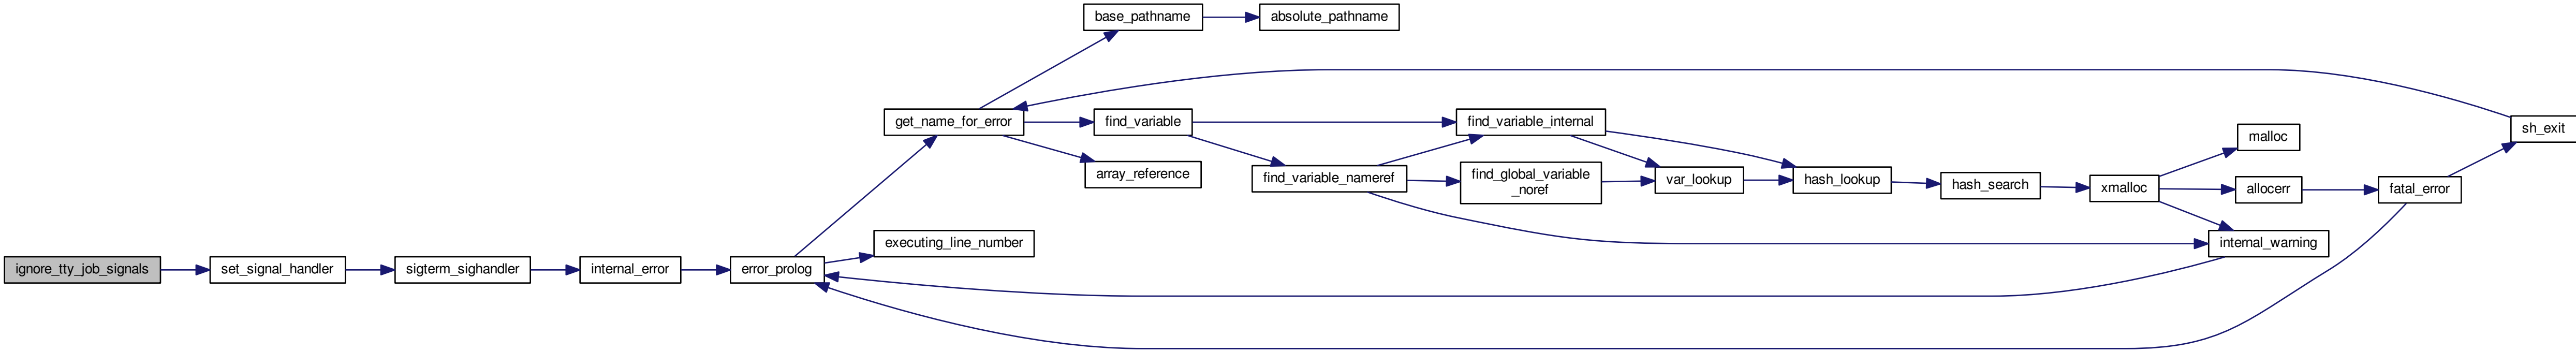 base_pathname
absolute_pathname
get_name_for_error
find_variable
find_variable_internal
sh_exit
malloc
array_reference
find_variable_nameref
find_global_variable
_noref
var_lookup
hash_lookup
hash_search
xmalloc
allocerr
fatal_error
executing_line_number
internal_warning
ignore_tty_job_signals
set_signal_handler
sigterm_sighandler
internal_error
error_prolog